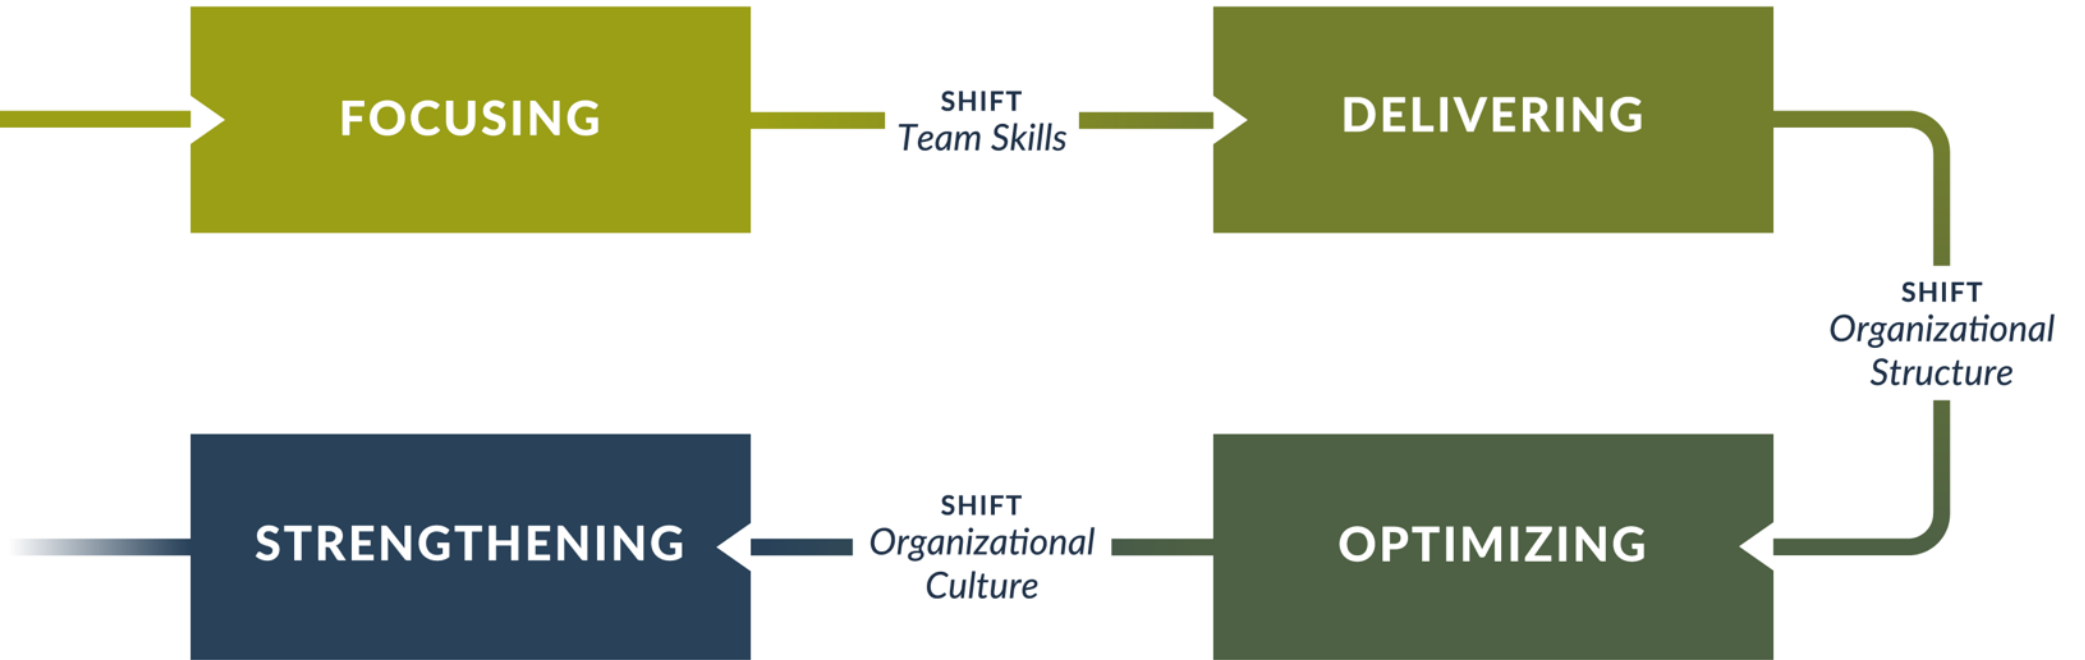 FOCUSING
SHIFT
Team Skills
DELIVERING
SHIFT
Organizational
Structure
OPTIMIZING
SHIFT
Organizational
Culture
STRENGTHENING